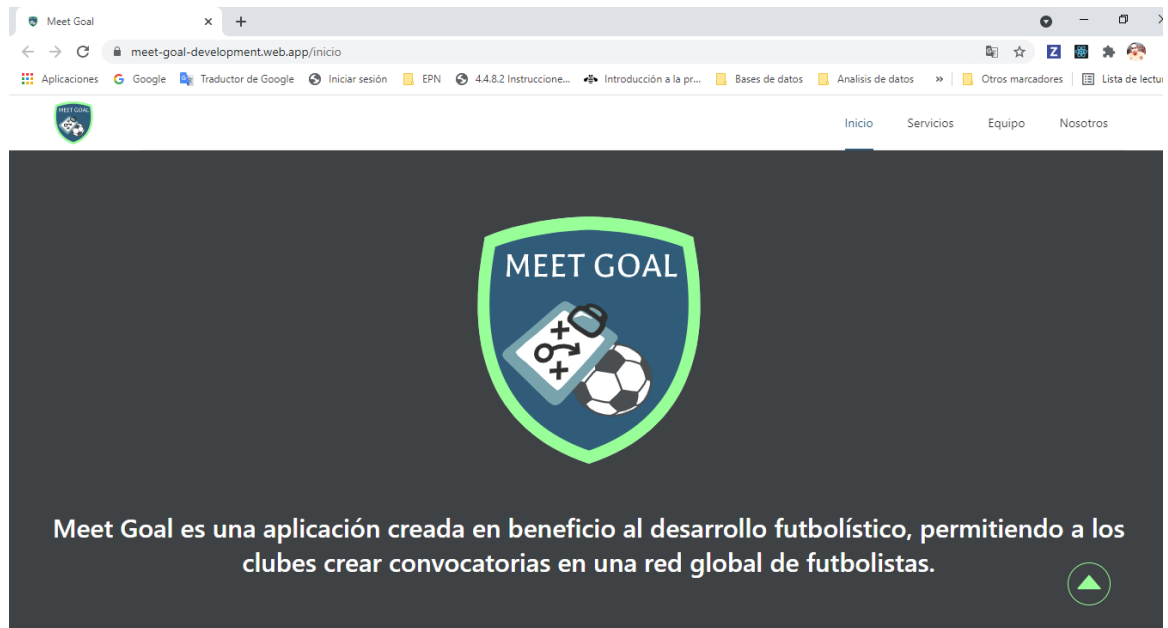 Meet Goal
meet-goal-development.web.app/inicio
Aplicaciones Google Traductor de Google Iniciar sesión EPN 4.4.8.2 Instruccione... Introducción a la pr... Bases de datos Analisis de datos » Otros marcadores Lista de lectur
MEET GOAL
Inicio Servicios Equipo Nosotros
MEET GOAL
Meet Goal es una aplicación creada en beneficio al desarrollo futbolístico, permitiendo a los
clubes crear convocatorias en una red global de futbolistas.